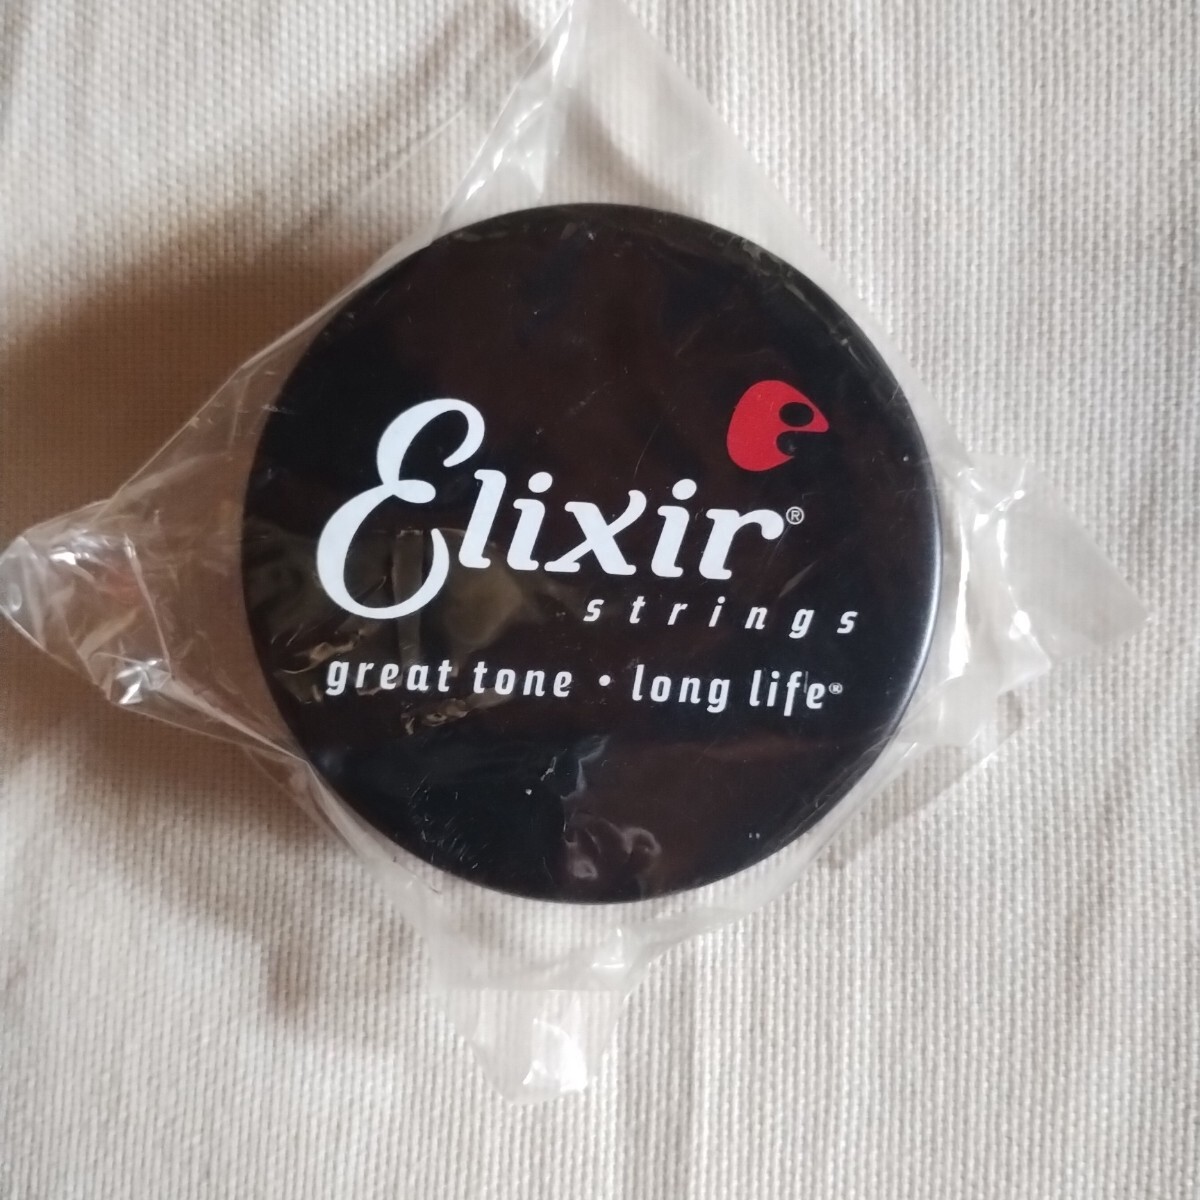 e
Elixir®
strings
great tone • long life®